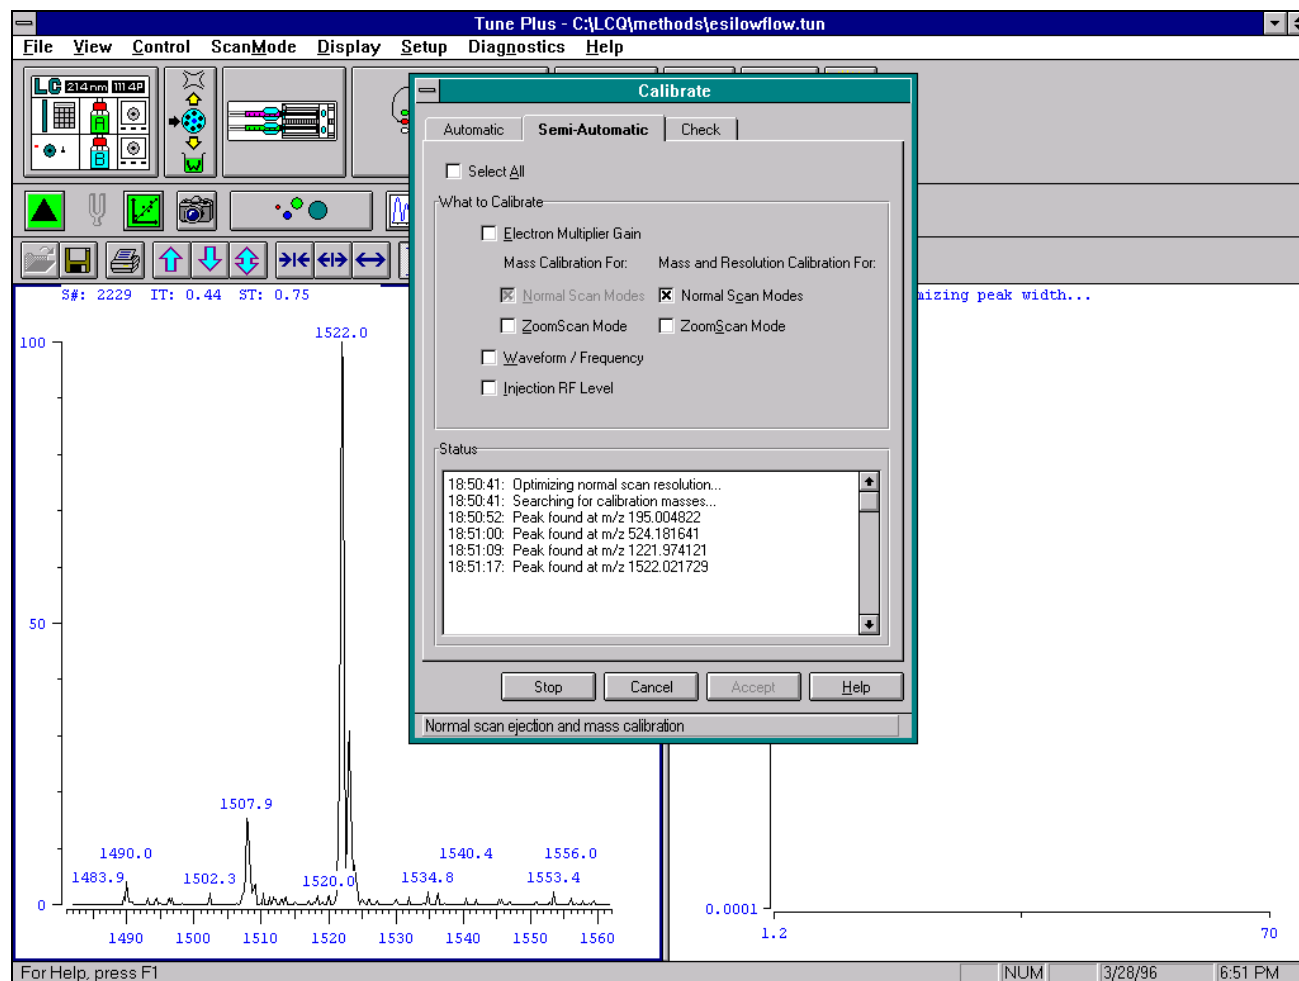 Tune Plus - C:\LCQ\methods\esilowflow.tun
File View Control ScanMode Display Setup Diagnostics Help
LC 214nm 1114P
A
B
W
Calibrate
Automatic Semi-Automatic Check
Select All
What to Calibrate
Electron Multiplier Gain
Mass Calibration For: Mass and Resolution Calibration For:
Normal Scan Modes Normal Scan Modes
ZoomScan Mode ZoomScan Mode
Waveform / Frequency
Injection RF Level
Status
18:50:41: Optimizing normal scan resolution...
18:50:41: Searching for calibration masses...
18:50:52: Peak found at m/z 195.004822
18:51:00: Peak found at m/z 524.181641
18:51:09: Peak found at m/z 1221.974121
18:51:17: Peak found at m/z 1522.021729
Stop Cancel Accept Help
Normal scan ejection and mass calibration
S#: 2229 IT: 0.44 ST: 0.75
mizing peak width...
1522.0
100
50
1507.9
1490.0 1540.4 1556.0
1483.9 1502.3 1520.0 1534.8 1553.4
0
1490 1500 1510 1520 1530 1540 1550 1560
0.0001
1.2 70
For Help, press F1 NUM 3/28/96 6:51 PM